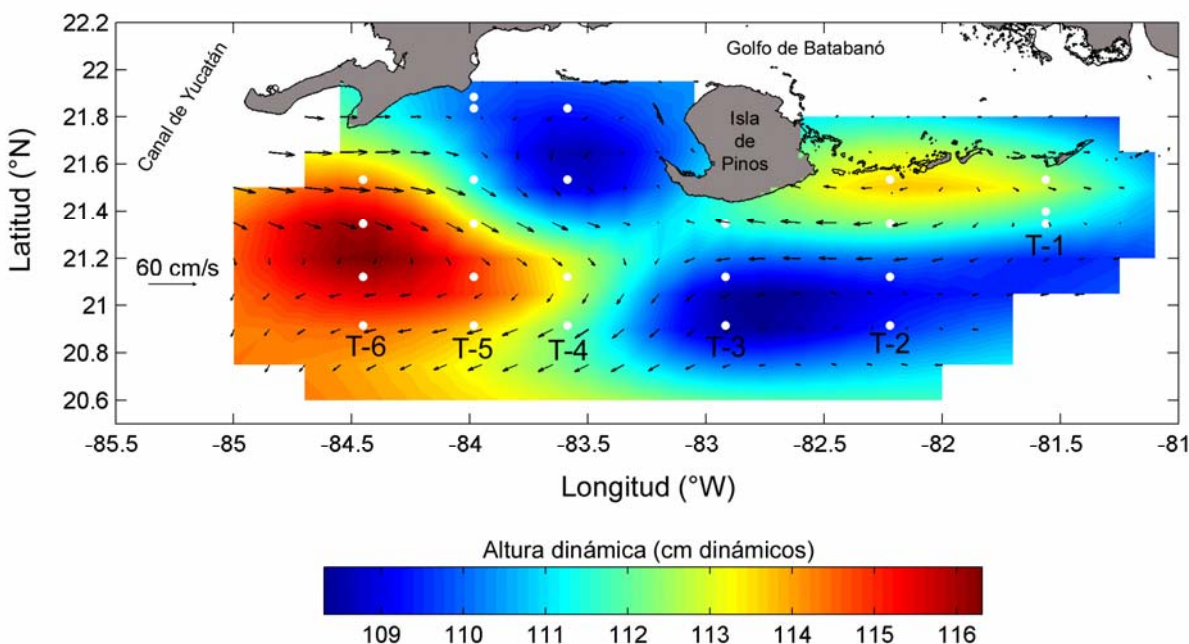 22.2
22
21.8
21.6
21.4
21.2
21
20.8
20.6
Latitud (°N)
Canal de Yucatán
Golfo de Batabanó
Isla
de
Pinos
60 cm/s
T-1
T-6 T-5 T-4 T-3 T-2
-85.5 -85 -84.5 -84 -83.5 -83 -82.5 -82 -81.5 -81
Longitud (°W)
Altura dinámica (cm dinámicos)
109 110 111 112 113 114 115 116